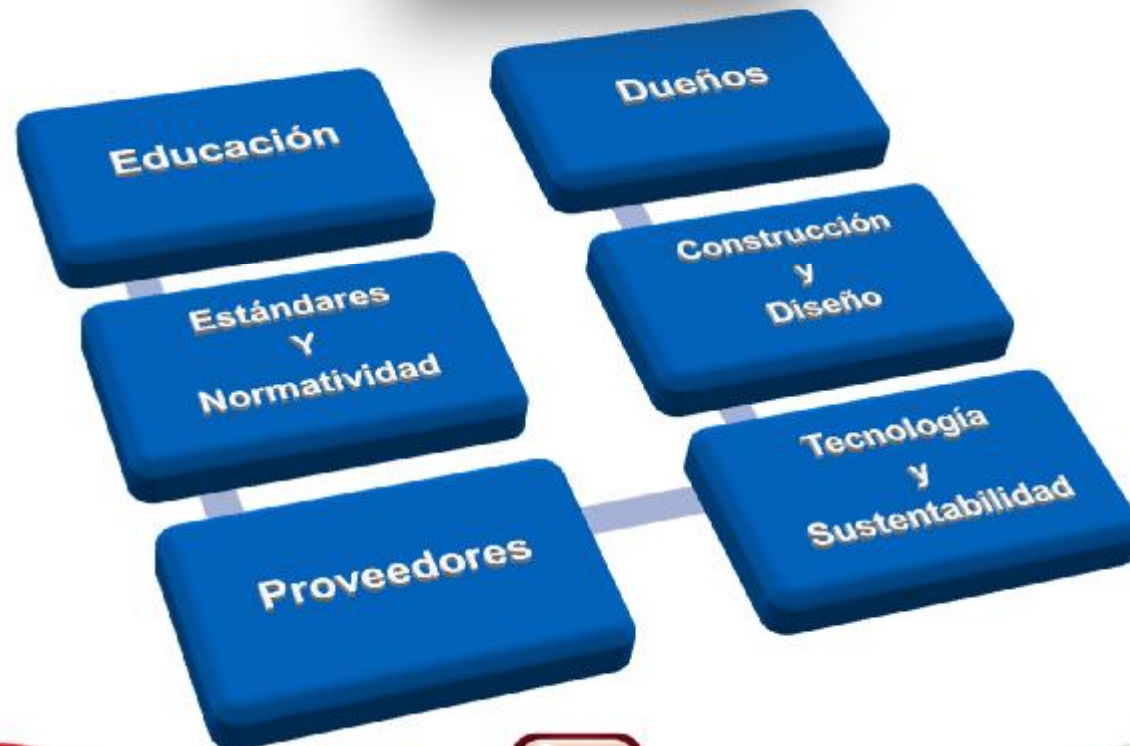 Educación
Estándares
Y
Normatividad
Proveedores
Dueños
Construcción
y
Diseño
Tecnología
y
Sustentabilidad